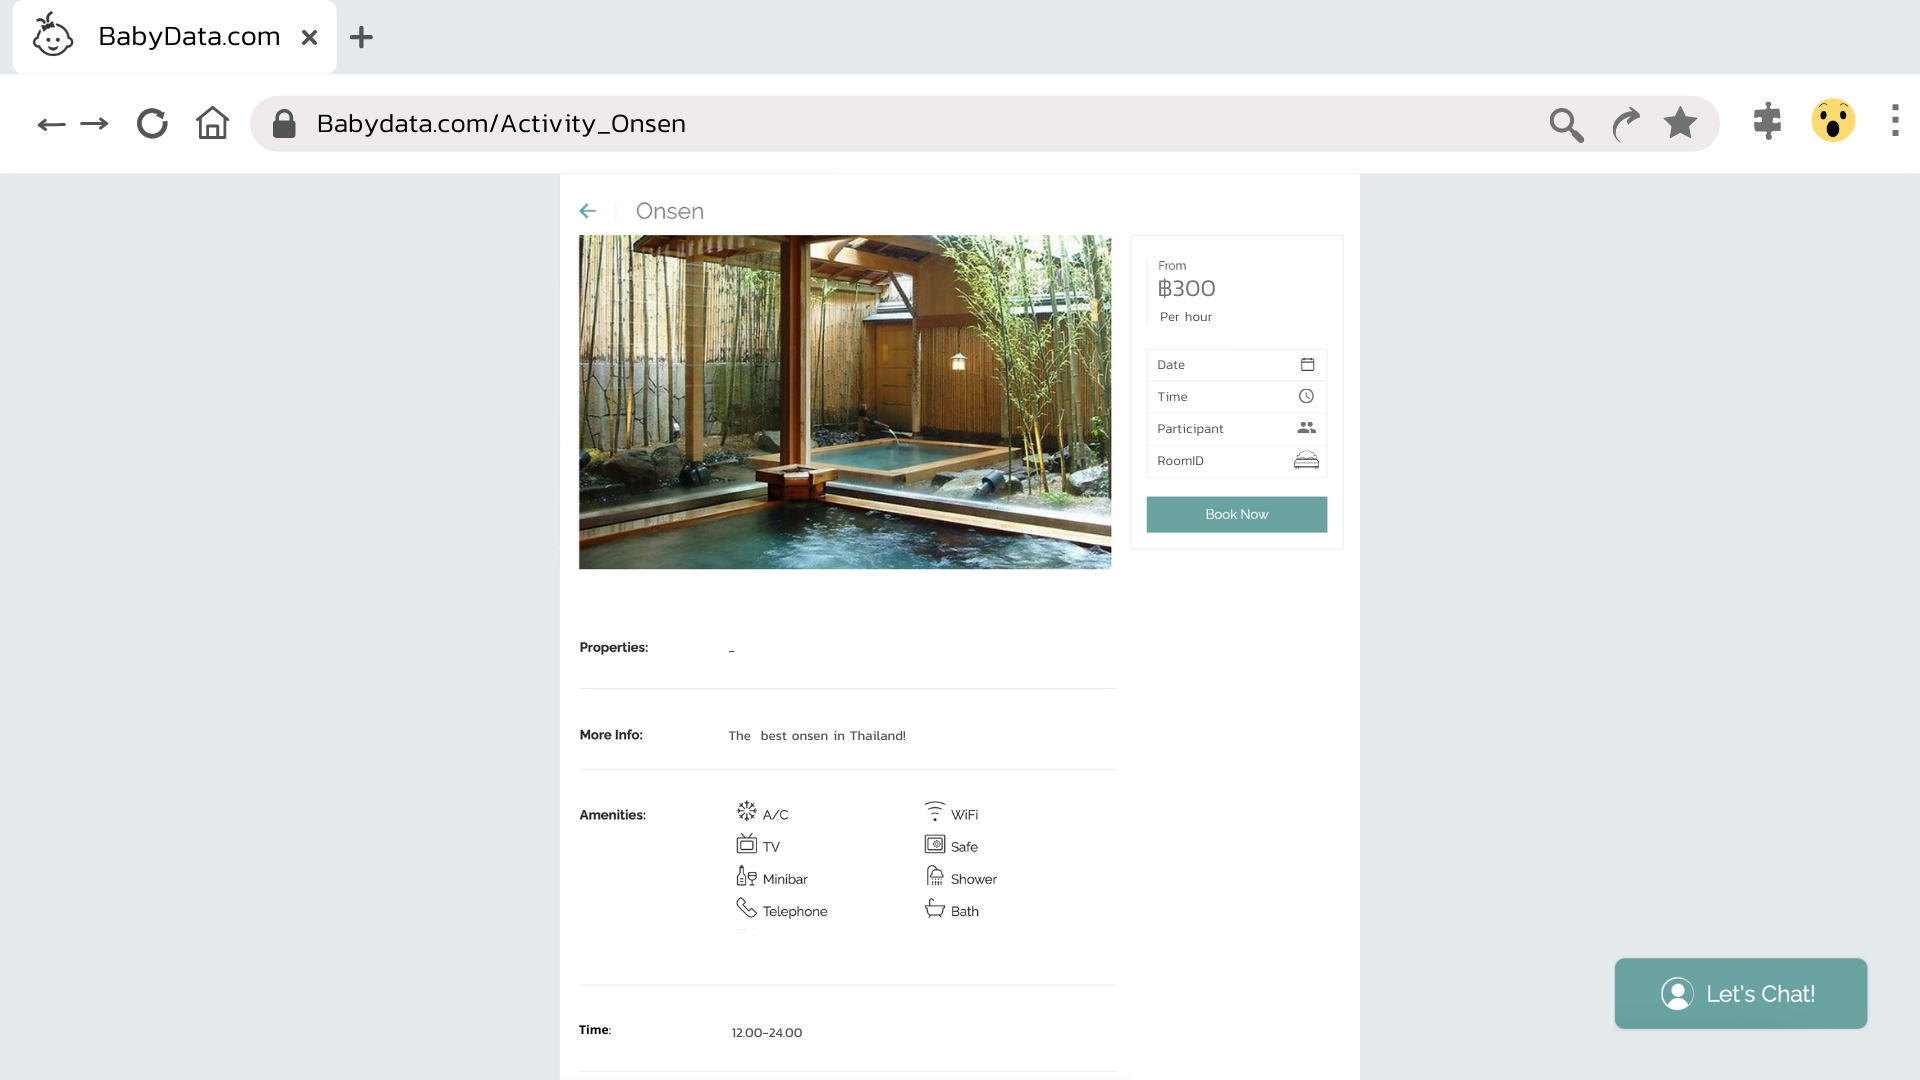 BabyData.com
Babydata.com/Activity_Onsen
Onsen
From
฿300
Per hour
Date
Time
Participant
RoomID
Book Now
Properties: -
More Info: The best onsen in Thailand!
Amenities:
A/C WiFi
TV Safe
Minibar Shower
Telephone Bath
Let's Chat!
Time: 12.00-24.00